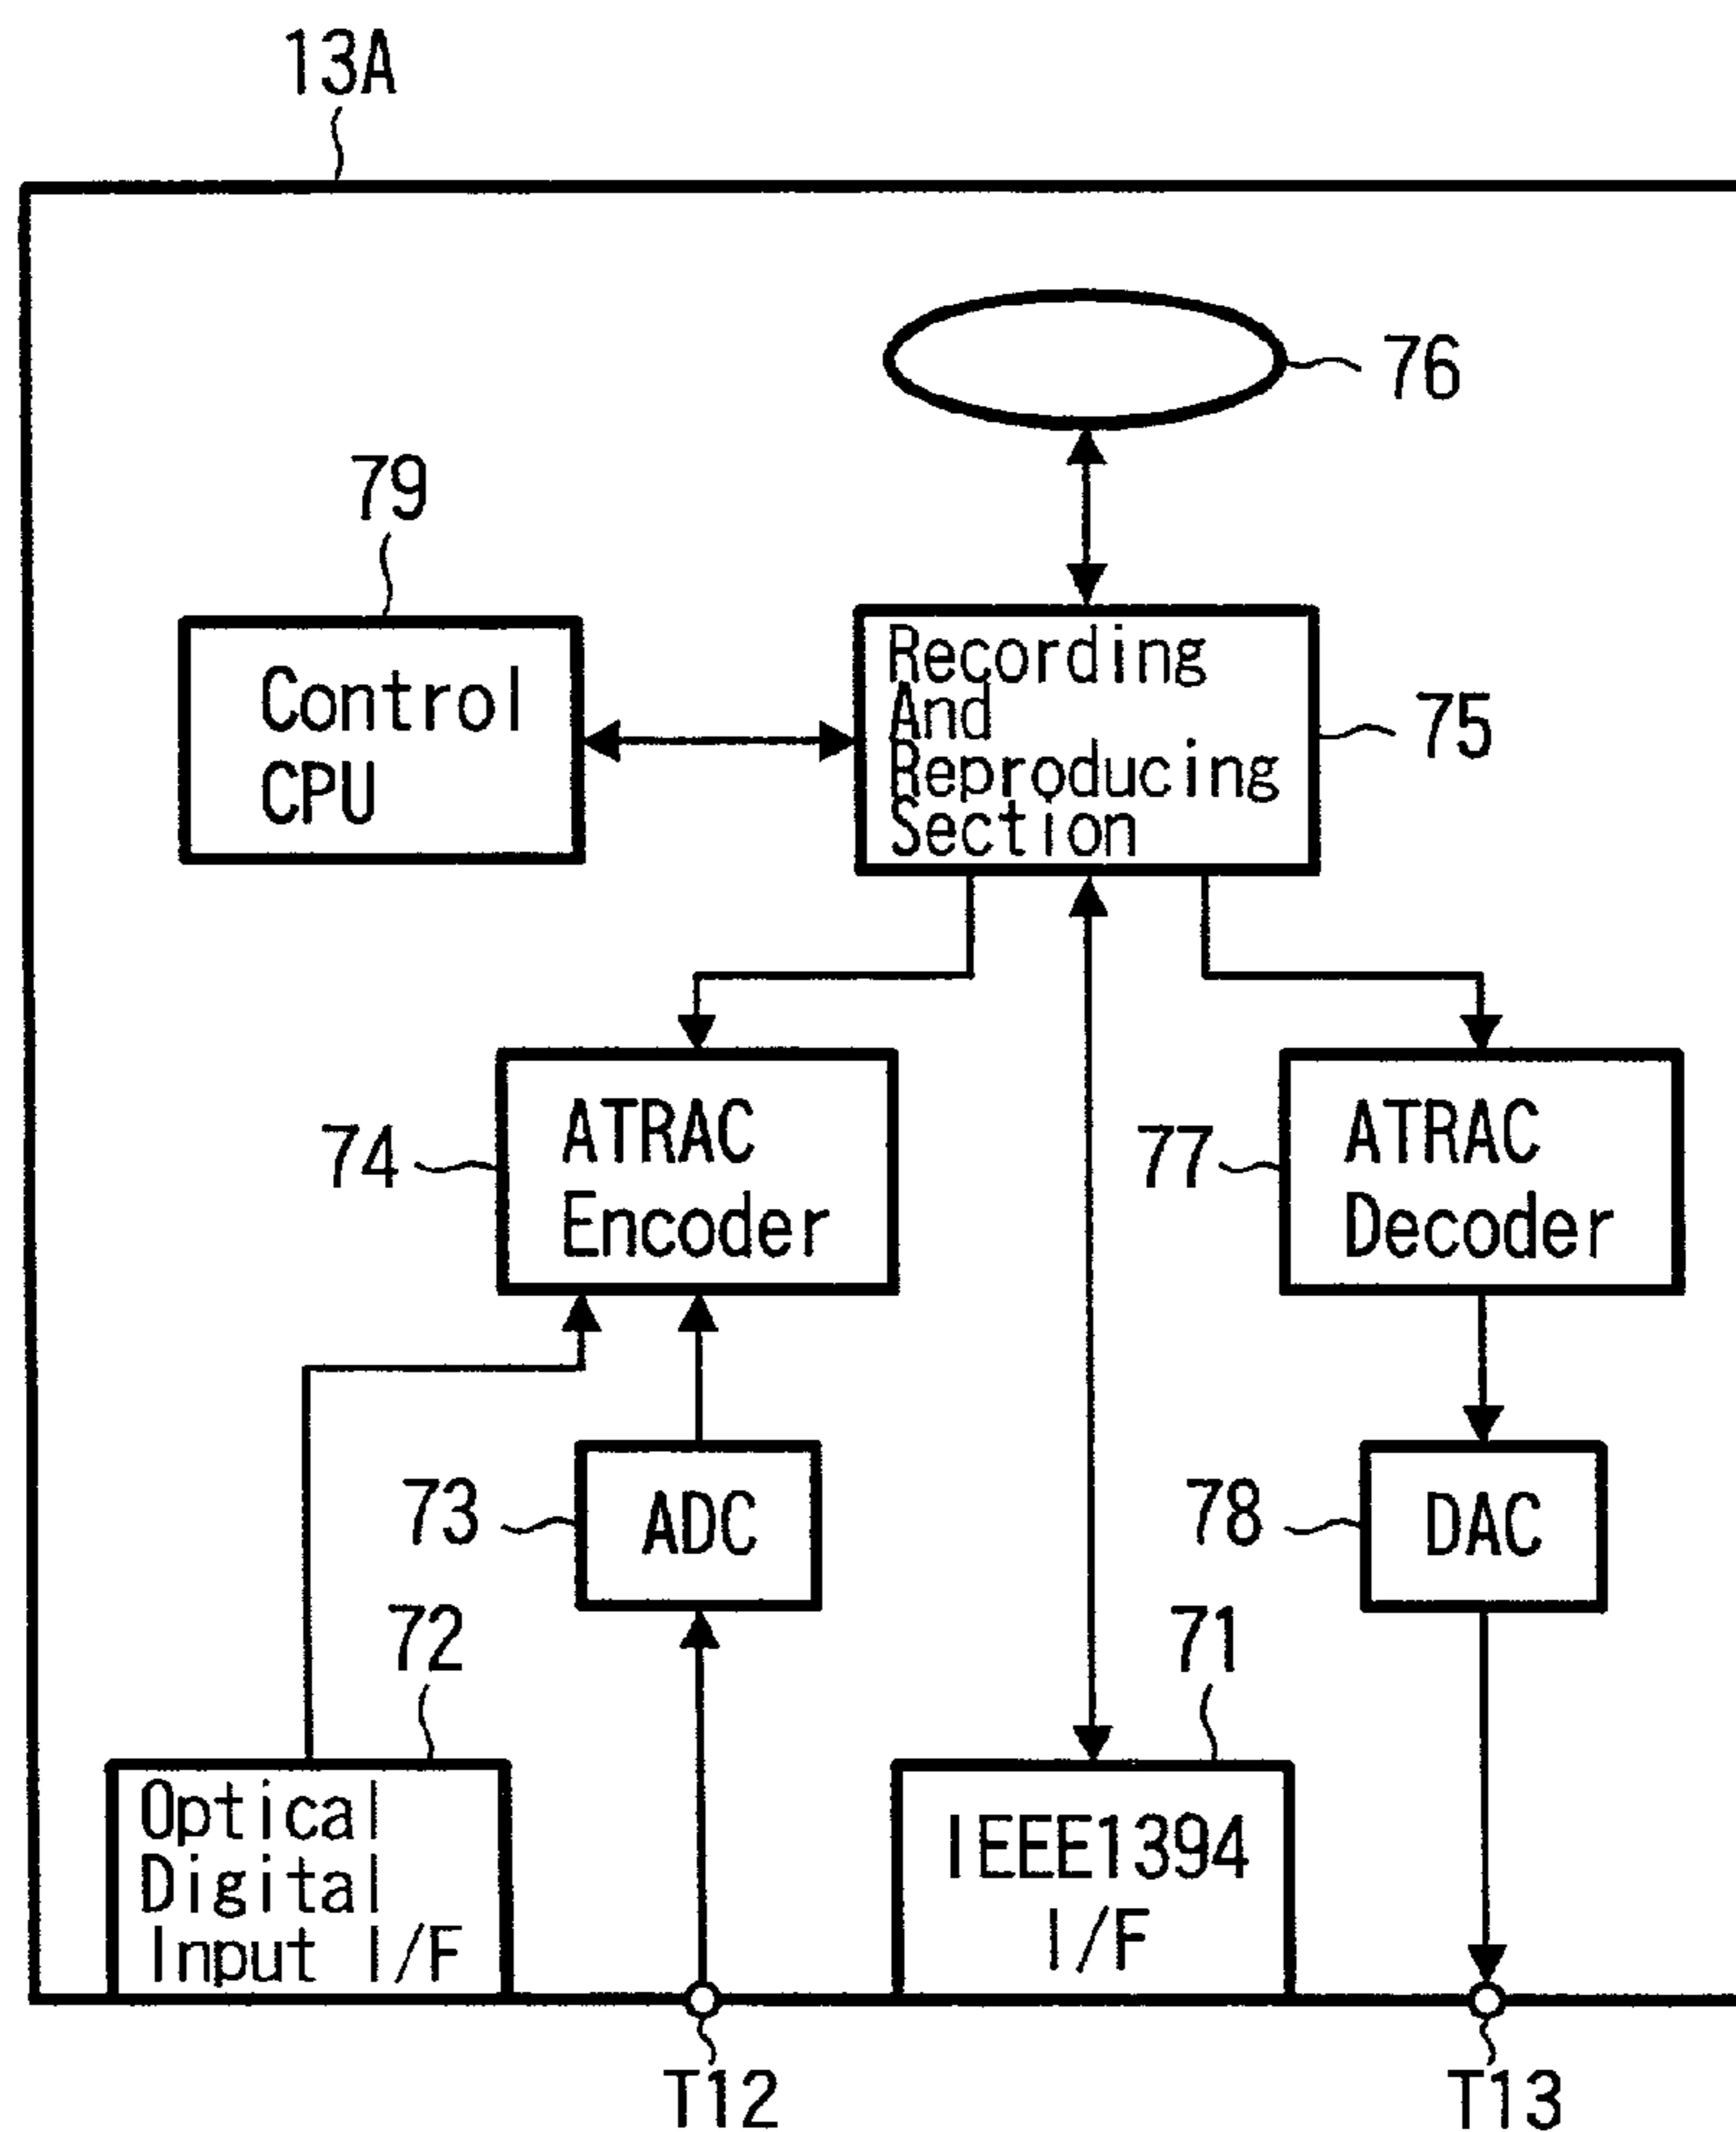 13A
76
79
Control
CPU
Recording
And
Reproducing
Section
75
74
ATRAC
Encoder
77
ATRAC
Decoder
73
ADC
78
DAC
72
71
Optical
Digital
Input I/F
IEEE1394
I/F
T12
T13